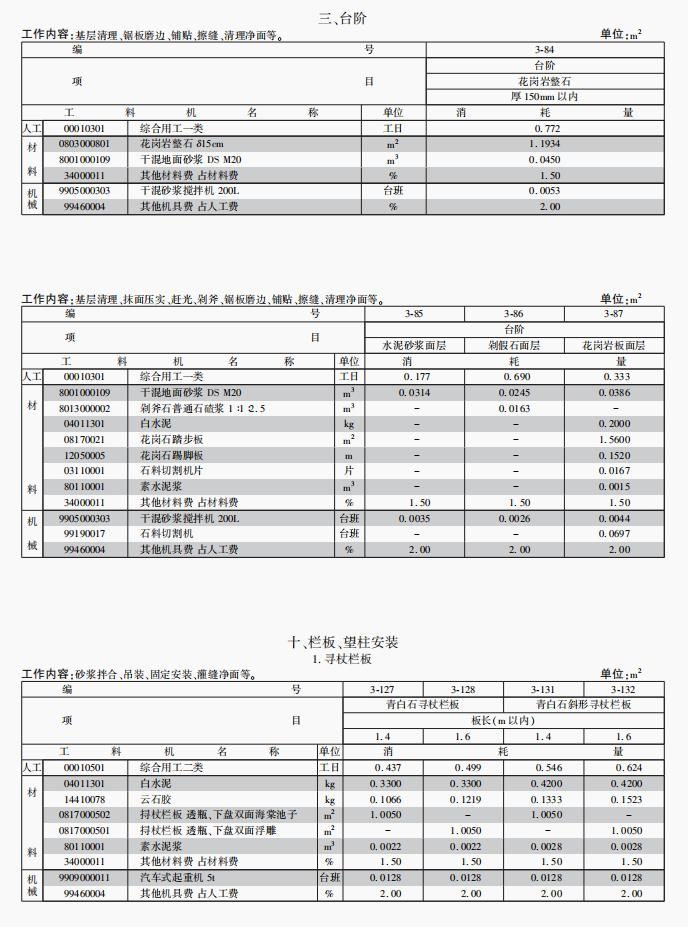 三、台阶
工作内容:基层清理、锯板磨边、铺贴、擦缝、清理净面等。 单位:m²
编 号 3-84
项 目 台阶
花岗岩整石
厚150mm以内
工 料 机 名 称 单位 消 耗 量
人工 00010301 综合用工一类 工日 0.772
材料 0803000801 花岗岩整石 δ15cm m² 1.1934
8001000109 干混地面砂浆 DS M20 m³ 0.0450
34000011 其他材料费 占材料费 % 1.50
机械 9905000303 干混砂浆搅拌机 200L 台班 0.0053
99460004 其他机具费 占人工费 % 2.00
工作内容:基层清理、抹面压实、赶光、剁斧、锯板磨边、铺贴、擦缝、清理净面等。 单位:m²
编 号 3-85 3-86 3-87
项 目 台阶
水泥砂浆面层 剁假石面层 花岗岩板面层
工 料 机 名 称 单位 消 耗 量
人工 00010301 综合用工一类 工日 0.177 0.690 0.333
材料 8001000109 干混地面砂浆 DS M20 m³ 0.0314 0.0245 0.0386
8013000002 剁斧石普通石碴浆 1:1:2.5 m³ - 0.0163 -
04011301 白水泥 kg - - 0.2000
08170021 花岗石踏步板 m² - - 1.5600
12050005 花岗石踢脚板 m - - 0.1520
03110001 石料切割机片 片 - - 0.0167
80110001 素水泥浆 m³ - - 0.0015
34000011 其他材料费 占材料费 % 1.50 1.50 1.50
机械 9905000303 干混砂浆搅拌机 200L 台班 0.0035 0.0026 0.0044
99190017 石料切割机 台班 - - 0.0697
99460004 其他机具费 占人工费 % 2.00 2.00 2.00
十、栏板、望柱安装
1.寻杖栏板
工作内容:砂浆拌合、吊装、固定安装、灌缝净面等。 单位:m²
编 号 3-127 3-128 3-131 3-132
项 目 青白石寻杖栏板 青白石斜形寻杖栏板
板长(m以内)
1.4 1.6 1.4 1.6
工 料 机 名 称 单位 消 耗 量
人工 00010501 综合用工二类 工日 0.437 0.499 0.546 0.624
材料 04011301 白水泥 kg 0.3300 0.3300 0.4200 0.4200
14410078 云石胶 kg 0.1066 0.1219 0.1333 0.1523
0817000502 挦杖栏板 透瓶、下盘双面海棠池子 m² 1.0050 - 1.0050 -
0817000501 挦杖栏板 透瓶、下盘双面浮雕 m² - 1.0050 - 1.0050
80110001 素水泥浆 m³ 0.0022 0.0022 0.0028 0.0028
34000011 其他材料费 占材料费 % 1.50 1.50 1.50 1.50
机械 9909000011 汽车式起重机 5t 台班 0.0128 0.0128 0.0128 0.0128
99460004 其他机具费 占人工费 % 2.00 2.00 2.00 2.00